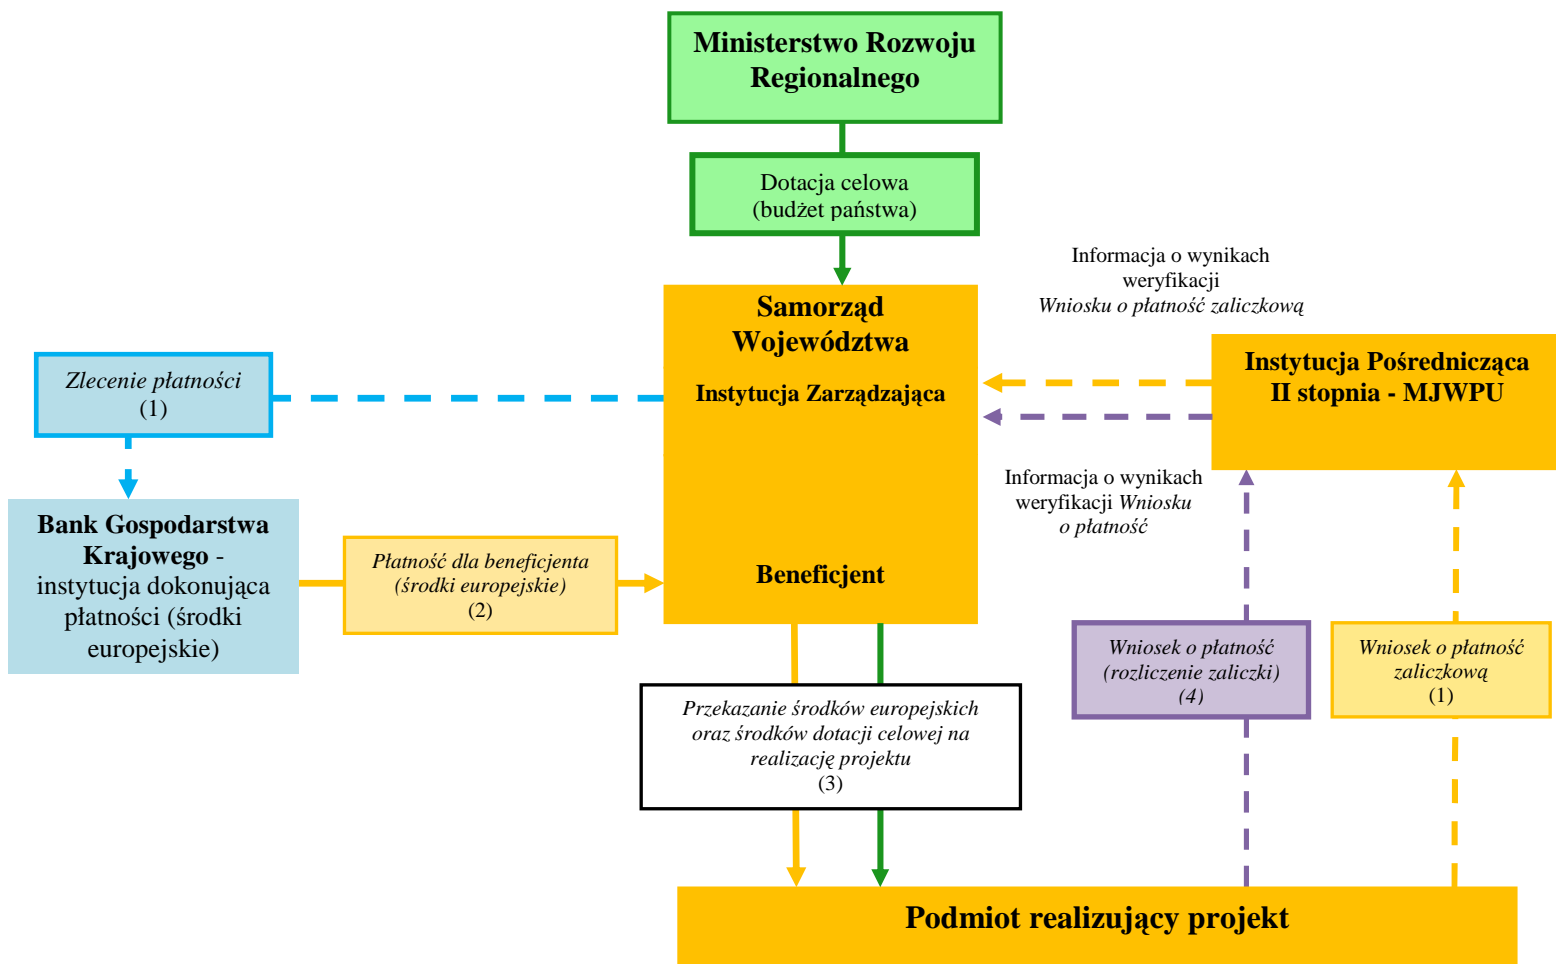 Ministerstwo Rozwoju
Regionalnego
Dotacja celowa
(budżet państwa)
Informacja o wynikach
weryfikacji
Wniosku o płatność zaliczkową
Samorząd
Województwa
Instytucja Zarządzająca
Beneficjent
Instytucja Pośrednicząca
II stopnia - MJWPU
Zlecenie płatności
(1)
Informacja o wynikach
weryfikacji Wniosku
o płatność
Bank Gospodarstwa
Krajowego -
instytucja dokonująca
płatności (środki
europejskie)
Płatność dla beneficjenta
(środki europejskie)
(2)
Wniosek o płatność
(rozliczenie zaliczki)
(4)
Wniosek o płatność
zaliczkową
(1)
Przekazanie środków europejskich
oraz środków dotacji celowej na
realizację projektu
(3)
Podmiot realizujący projekt